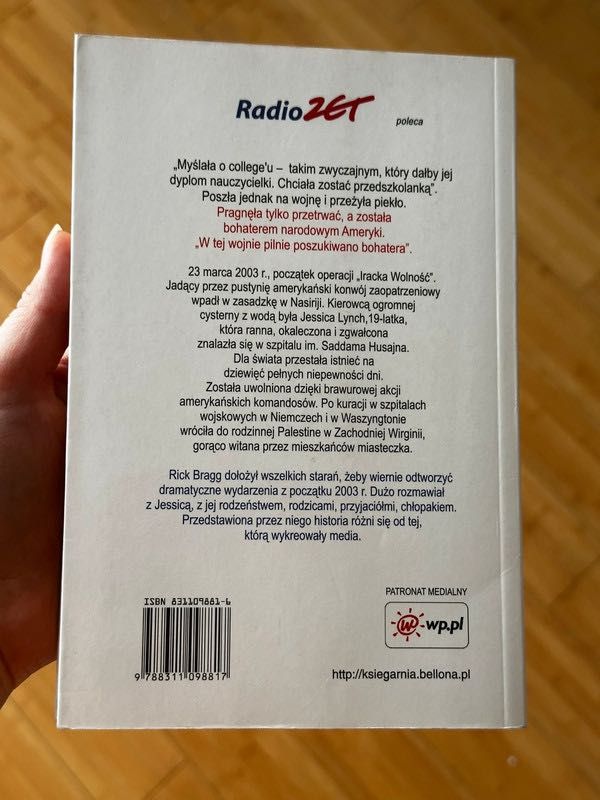 Radio ZET
poleca
„Myślała o college'u – takim zwyczajnym, który dałby jej
dyplom nauczycielki. Chciała zostać przedszkolanką”.
Poszła jednak na wojnę i przeżyła piekło.
Pragnęła tylko przetrwać, a została
bohaterem narodowym Ameryki.
„W tej wojnie pilnie poszukiwano bohatera”.
23 marca 2003 r., początek operacji „Iracka Wolność”.
Jadący przez pustynię amerykański konwój zaopatrzeniowy
wpadł w zasadzkę w Nasiriji. Kierowcą ogromnej
cysterny z wodą była Jessica Lynch,19-latka,
która ranna, okaleczona i zgwałcona
znalazła się w szpitalu im. Saddama Husajna.
Dla świata przestała istnieć na
dziewięć pełnych niepewności dni.
Została uwolniona dzięki brawurowej akcji
amerykańskich komandosów. Po kuracji w szpitalach
wojskowych w Niemczech i w Waszyngtonie
wróciła do rodzinnej Palestine w Zachodniej Wirginii,
gorąco witana przez mieszkańców miasteczka.
Rick Bragg dołożył wszelkich starań, żeby wiernie odtworzyć
dramatyczne wydarzenia z początku 2003 r. Dużo rozmawiał
z Jessicą, z jej rodzeństwem, rodzicami, przyjaciółmi, chłopakiem.
Przedstawiona przez niego historia różni się od tej,
którą wykreowały media.
PATRONAT MEDIALNY
ISBN 831109881-6
w wp.pl
9 788311 098817
http://ksiegarnia.bellona.pl